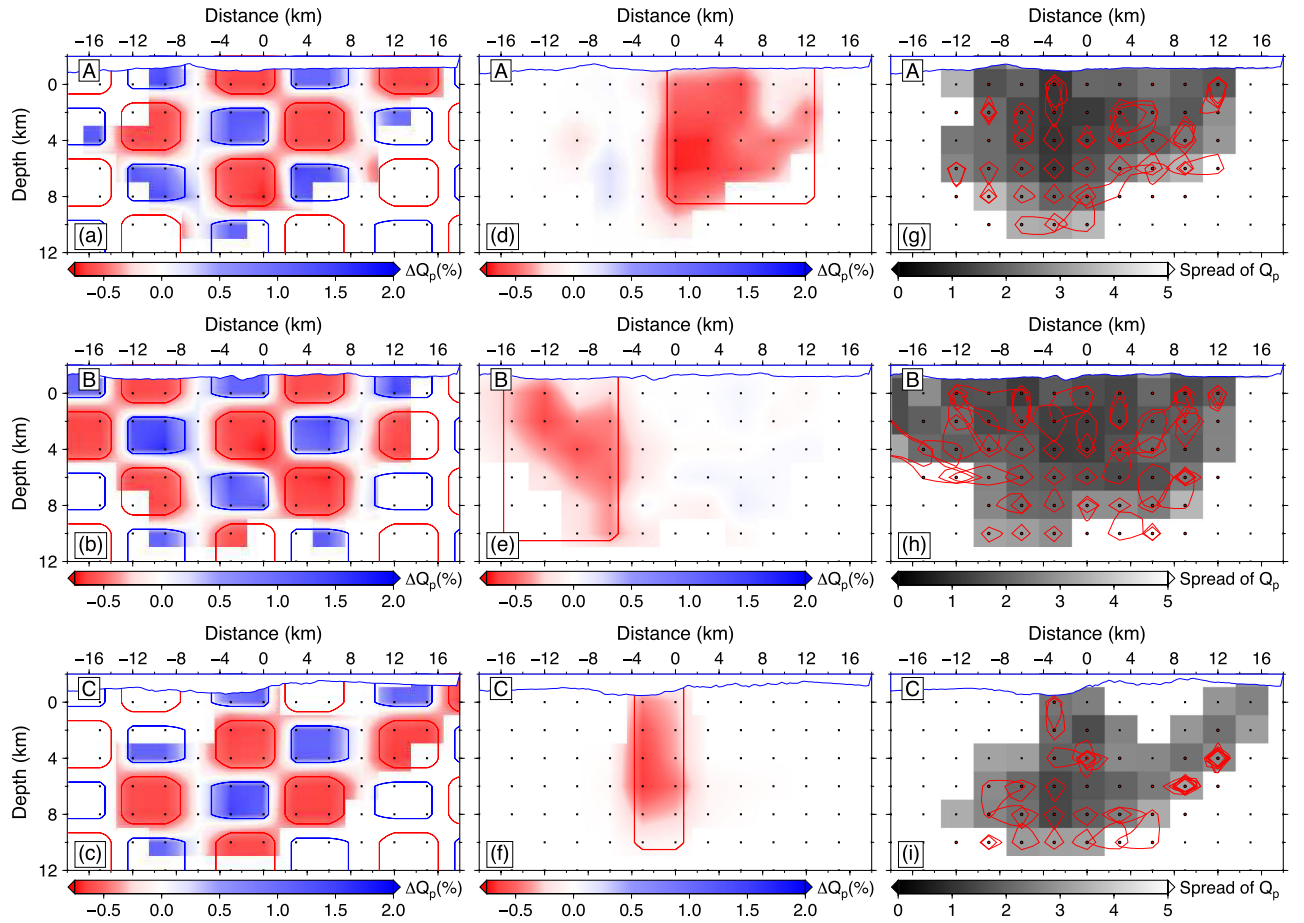 Distance (km) Distance (km) Distance (km)
−16 −12 −8 −4 0 4 8 12 16 −16 −12 −8 −4 0 4 8 12 16 −16 −12 −8 −4 0 4 8 12 16
A A A
0
4
Depth (km)
8
12
(a) (d) (g)
ΔQp(%) ΔQp(%) Spread of Qp
−0.5 0.0 0.5 1.0 1.5 2.0 −0.5 0.0 0.5 1.0 1.5 2.0 0 1 2 3 4 5
Distance (km) Distance (km) Distance (km)
−16 −12 −8 −4 0 4 8 12 16 −16 −12 −8 −4 0 4 8 12 16 −16 −12 −8 −4 0 4 8 12 16
B B B
0
4
Depth (km)
8
12
(b) (e) (h)
ΔQp(%) ΔQp(%) Spread of Qp
−0.5 0.0 0.5 1.0 1.5 2.0 −0.5 0.0 0.5 1.0 1.5 2.0 0 1 2 3 4 5
Distance (km) Distance (km) Distance (km)
−16 −12 −8 −4 0 4 8 12 16 −16 −12 −8 −4 0 4 8 12 16 −16 −12 −8 −4 0 4 8 12 16
C C C
0
4
Depth (km)
8
12
(c) (f) (i)
ΔQp(%) ΔQp(%) Spread of Qp
−0.5 0.0 0.5 1.0 1.5 2.0 −0.5 0.0 0.5 1.0 1.5 2.0 0 1 2 3 4 5